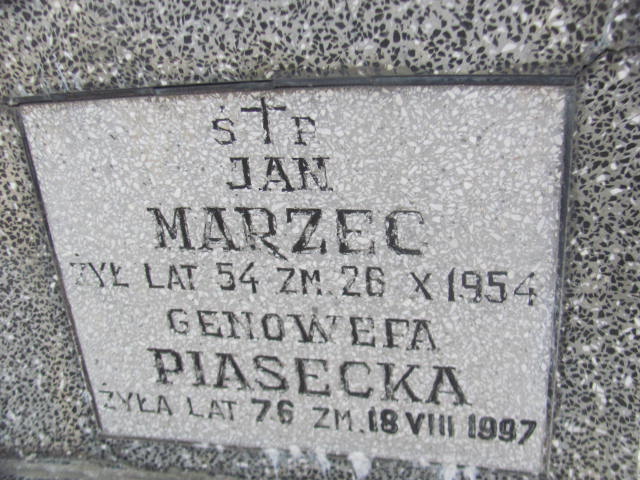 Ś † P
JAN
MARZEC
ŻYŁ LAT 54 ZM. 26 X 1954
GENOWEFA
PIASECKA
ŻYŁA LAT 76 ZM. 18 VIII 1997